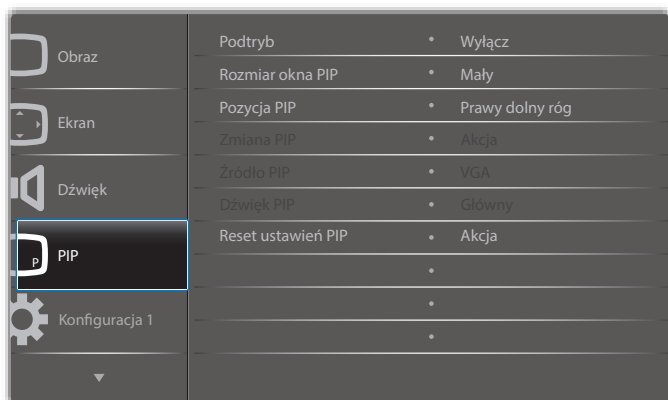 Obraz
Ekran
Dźwięk
P
PIP
Konfiguracja 1
Podtryb • Wyłącz
Rozmiar okna PIP • Mały
Pozycja PIP • Prawy dolny róg
Zmiana PIP • Akcja
Źródło PIP • VGA
Dźwięk PIP • Główny
Reset ustawień PIP • Akcja
•
•
•